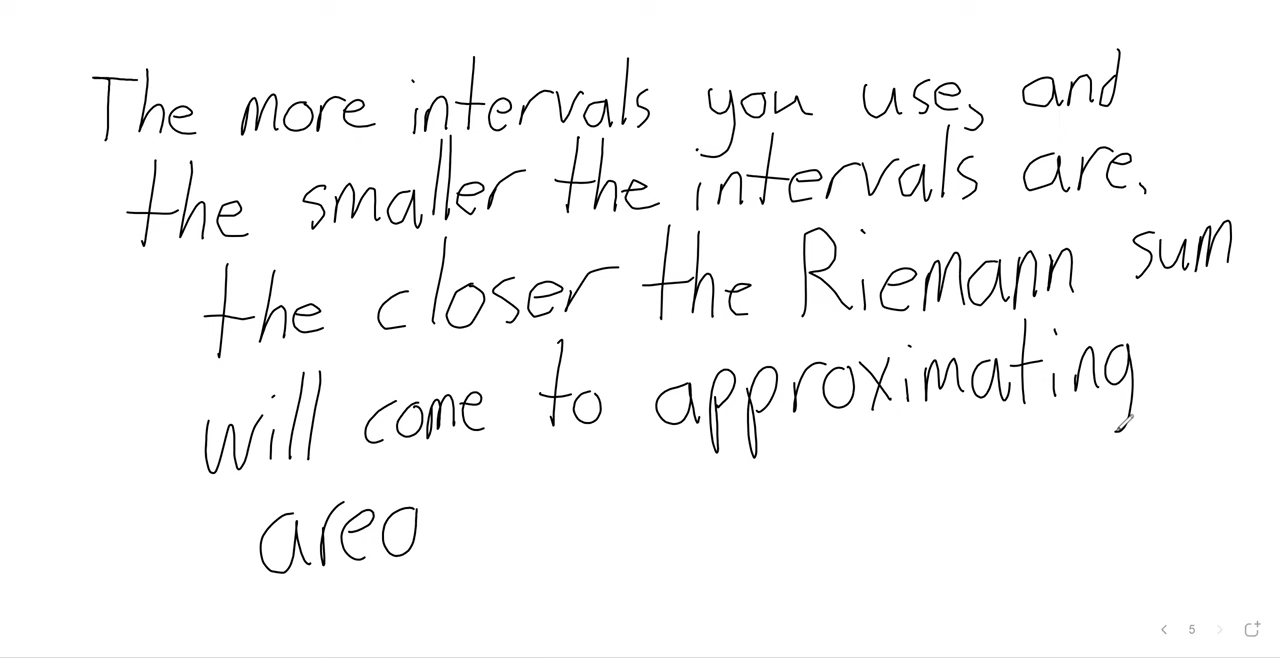 The more intervals you use, and
the smaller the intervals are,
the closer the Riemann sum
will come to approximating
area
5